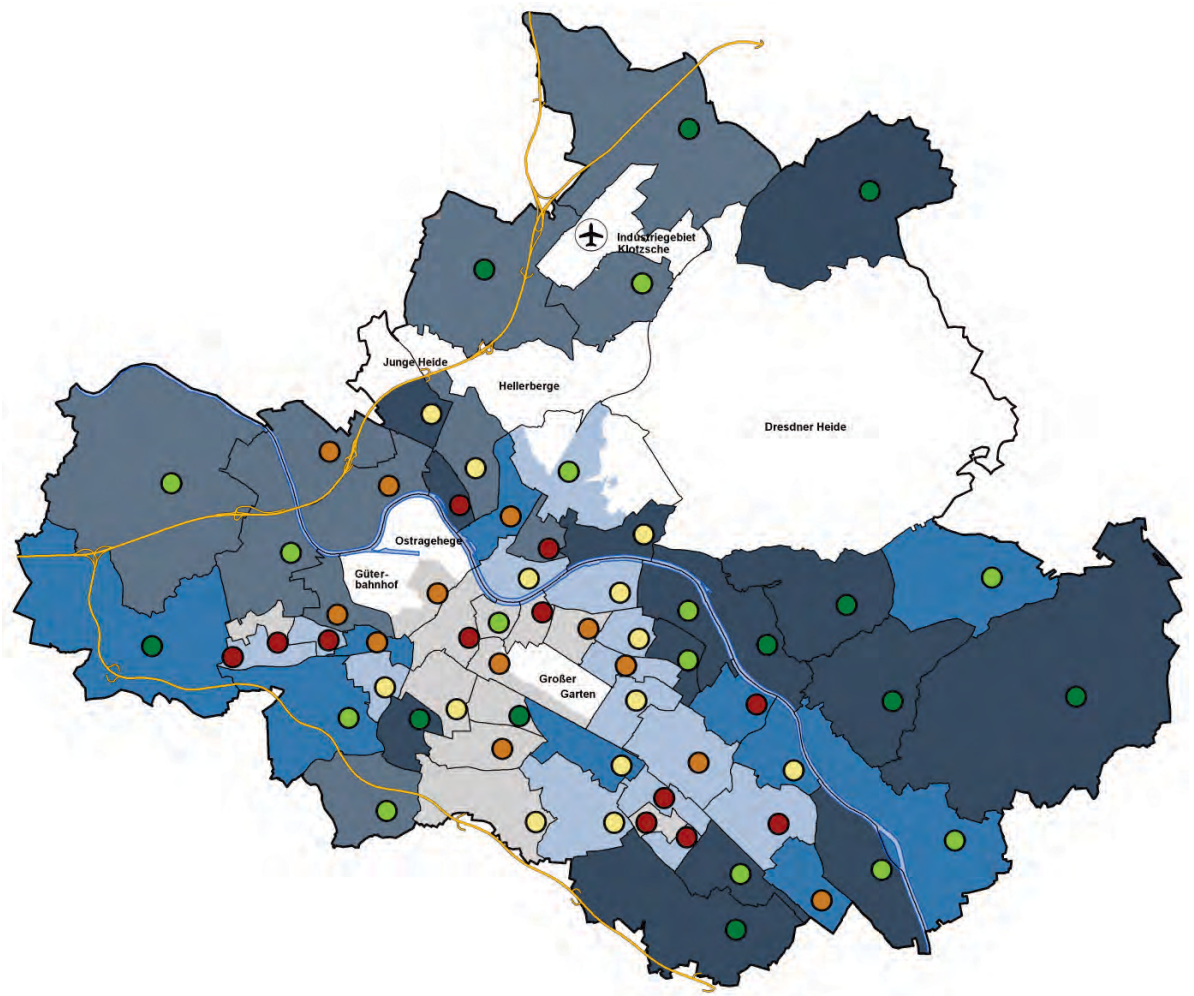 Industriegebiet
Klotzsche
Junge Heide
Hellerberge
Dresdner Heide
Ostragehege
Güter-
bahnhof
Großer
Garten